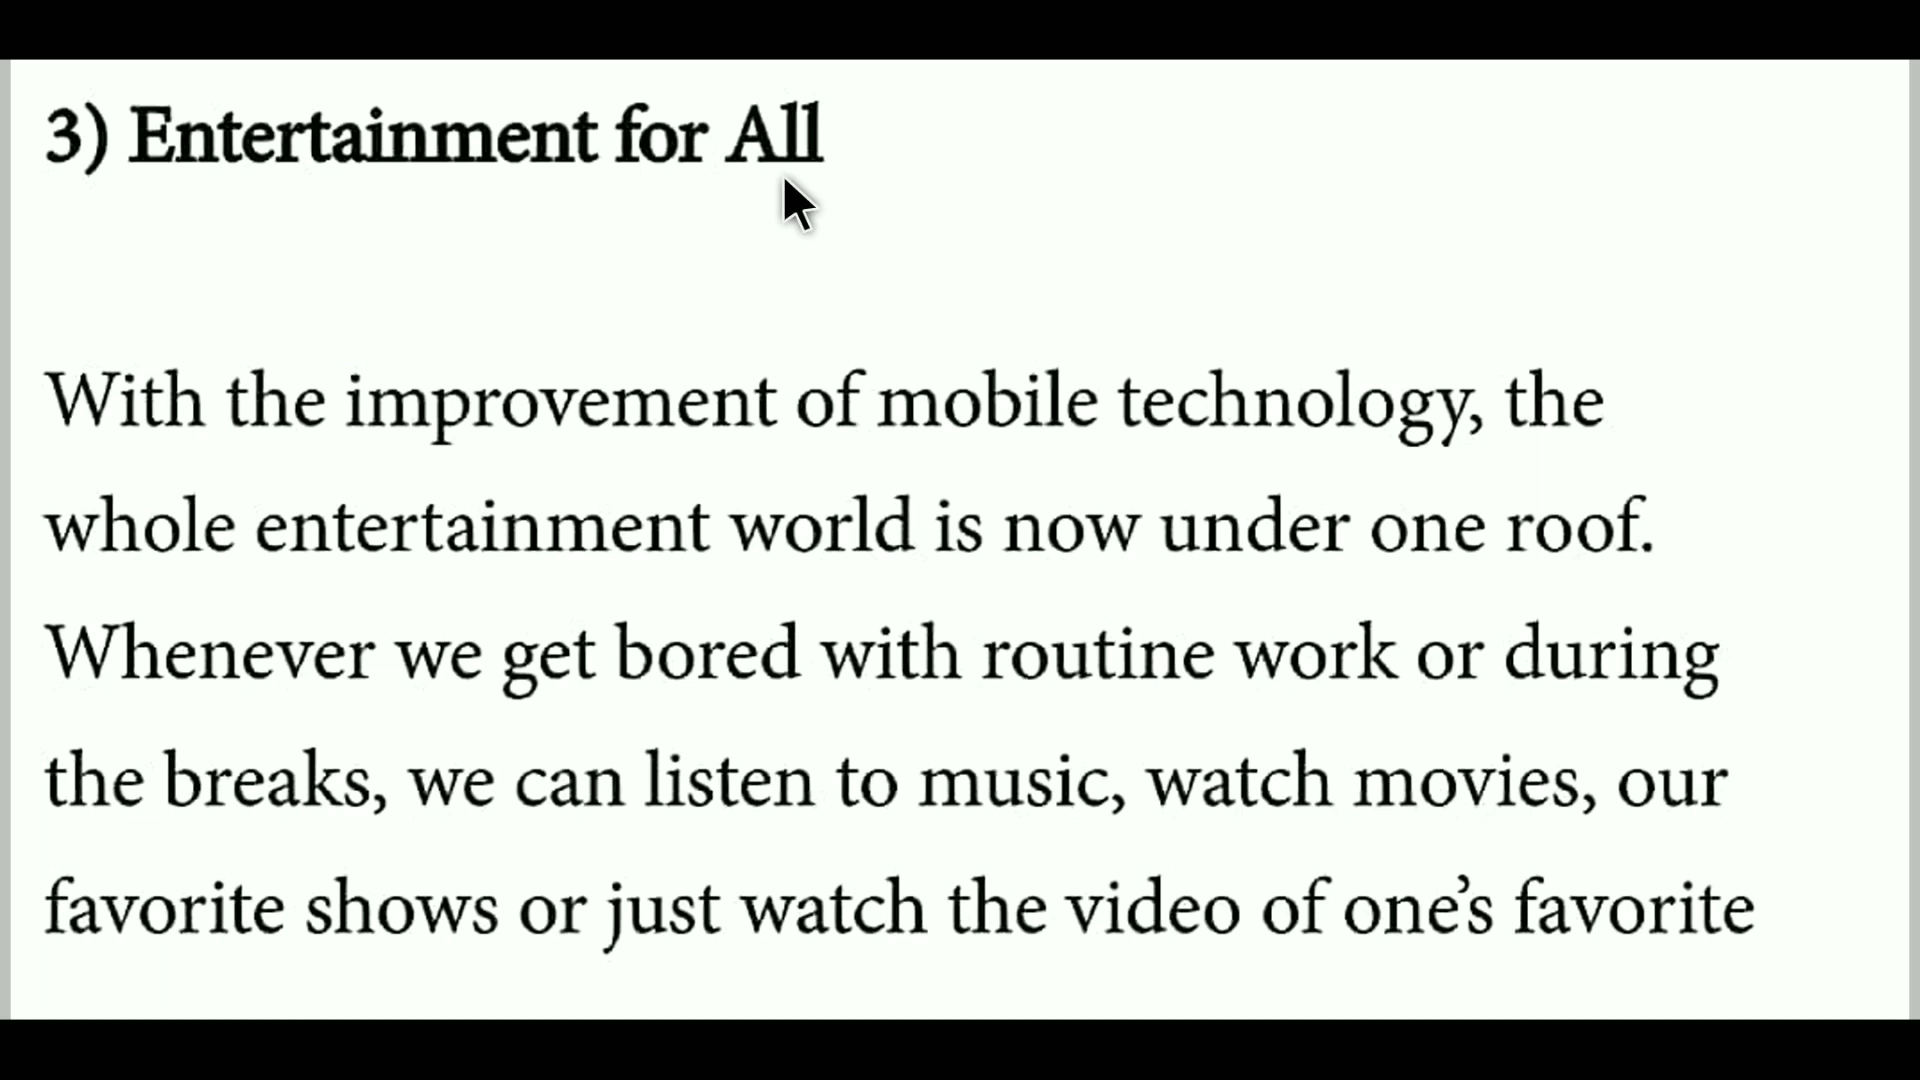 3) Entertainment for All
With the improvement of mobile technology, the
whole entertainment world is now under one roof.
Whenever we get bored with routine work or during
the breaks, we can listen to music, watch movies, our
favorite shows or just watch the video of one’s favorite